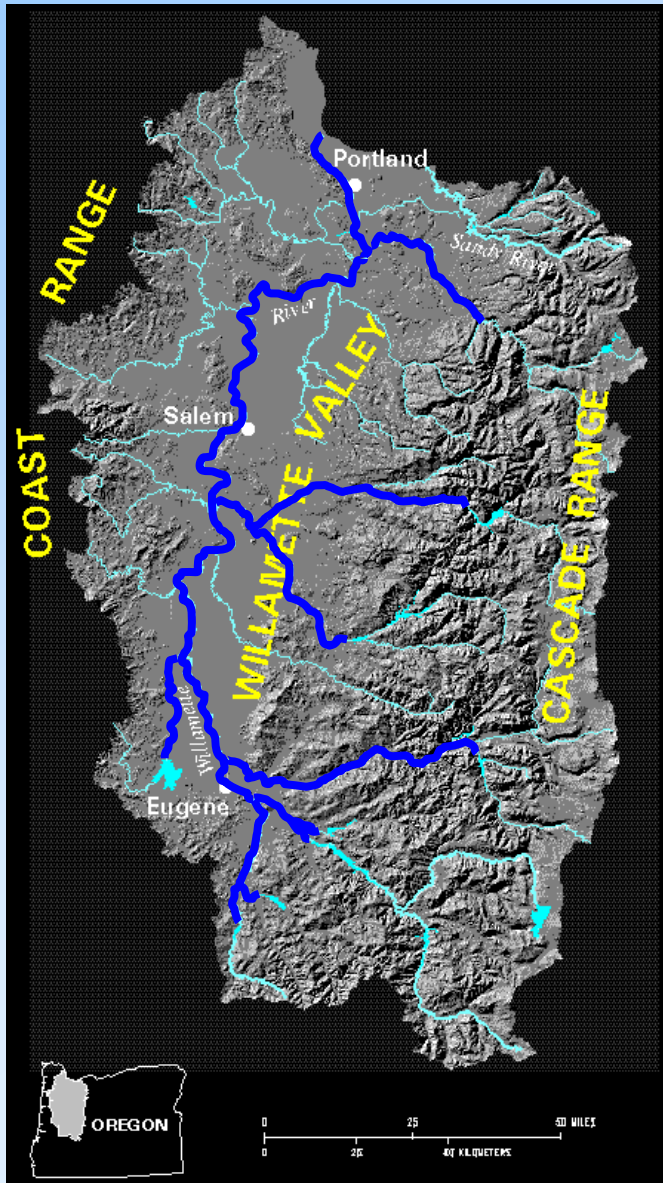 Portland
COAST RANGE
Sandy River
River
Salem
WILLAMETTE VALLEY
CASCADE RANGE
Willamette
Eugene
OREGON
0 25 50 MILES
0 25 40 KILOMETERS